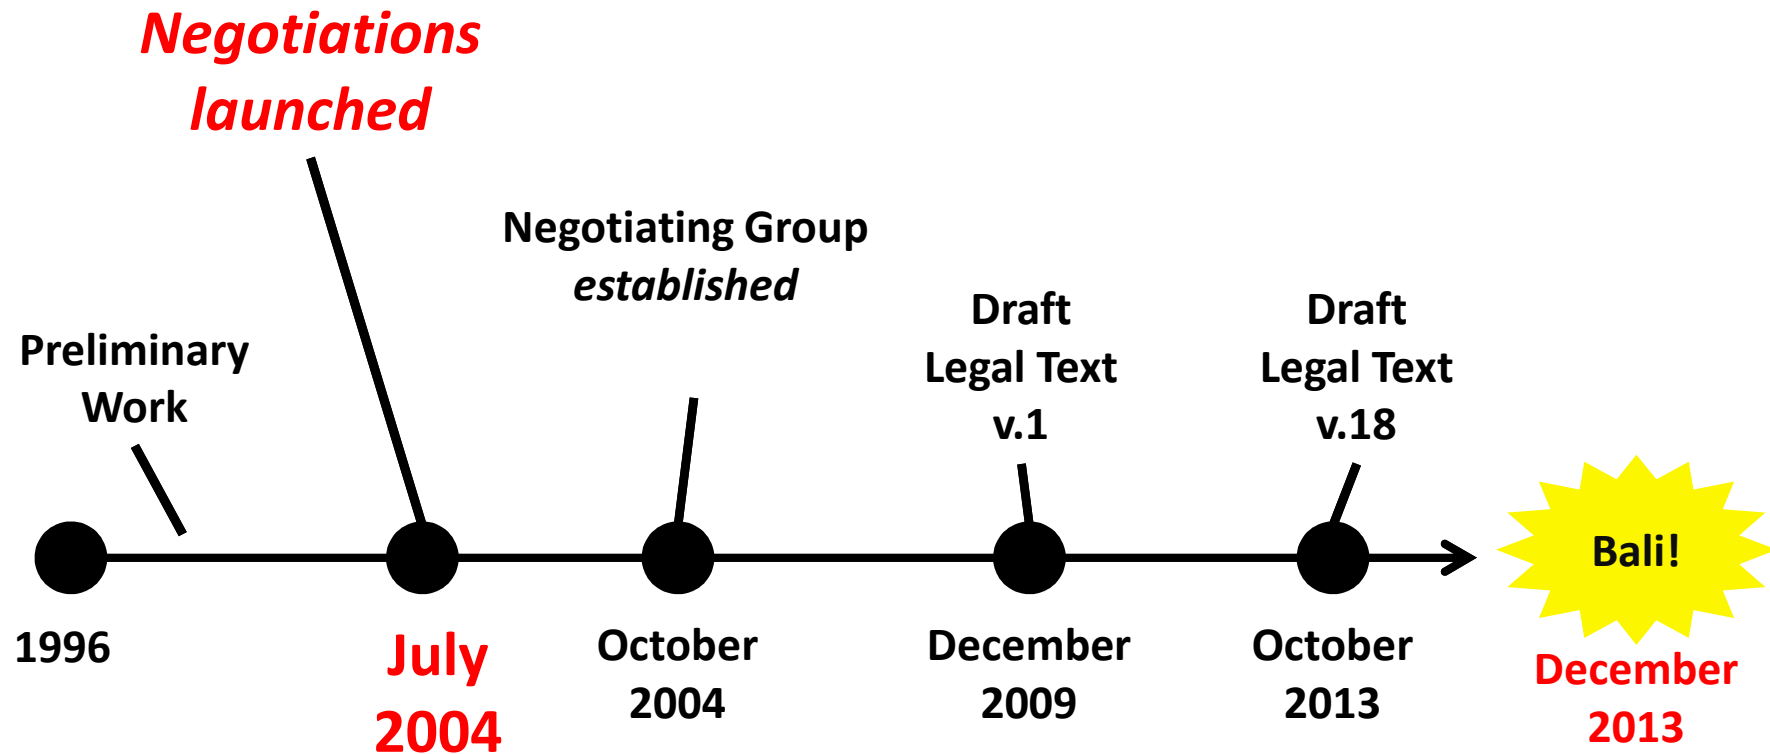 Negotiations
launched
Negotiating Group
established
Preliminary
Work
Draft
Legal Text
v.1
Draft
Legal Text
v.18
Bali!
1996
July
2004
October
2004
December
2009
October
2013
December
2013